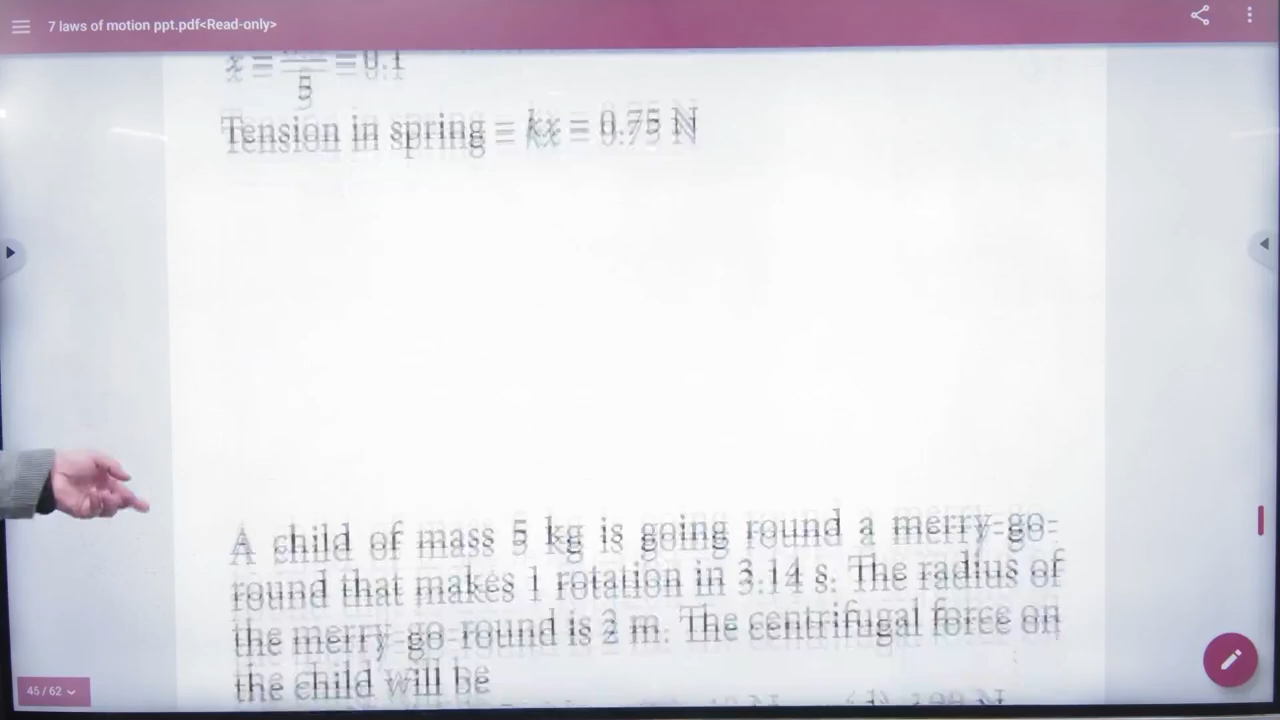 7 laws of motion ppt.pdf<Read-only>
5
Tension in spring = kx = 0.75 N
A child of mass 5 kg is going round a merry-go-
round that makes 1 rotation in 3.14 s. The radius of
the merry-go-round is 2 m. The centrifugal force on
the child will be
45 / 62